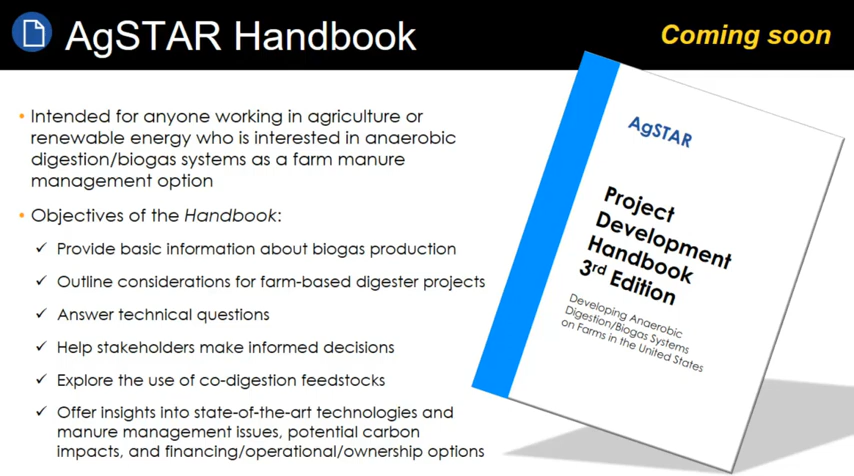 AgSTAR Handbook
Coming soon
• Intended for anyone working in agriculture or
renewable energy who is interested in anaerobic
digestion/biogas systems as a farm manure
management option
• Objectives of the Handbook:
✓ Provide basic information about biogas production
✓ Outline considerations for farm-based digester projects
✓ Answer technical questions
✓ Help stakeholders make informed decisions
✓ Explore the use of co-digestion feedstocks
✓ Offer insights into state-of-the-art technologies and
manure management issues, potential carbon
impacts, and financing/operational/ownership options
AgSTAR
Project
Development
Handbook
3rd Edition
Developing Anaerobic
Digestion/Biogas Systems
on Farms in the United States